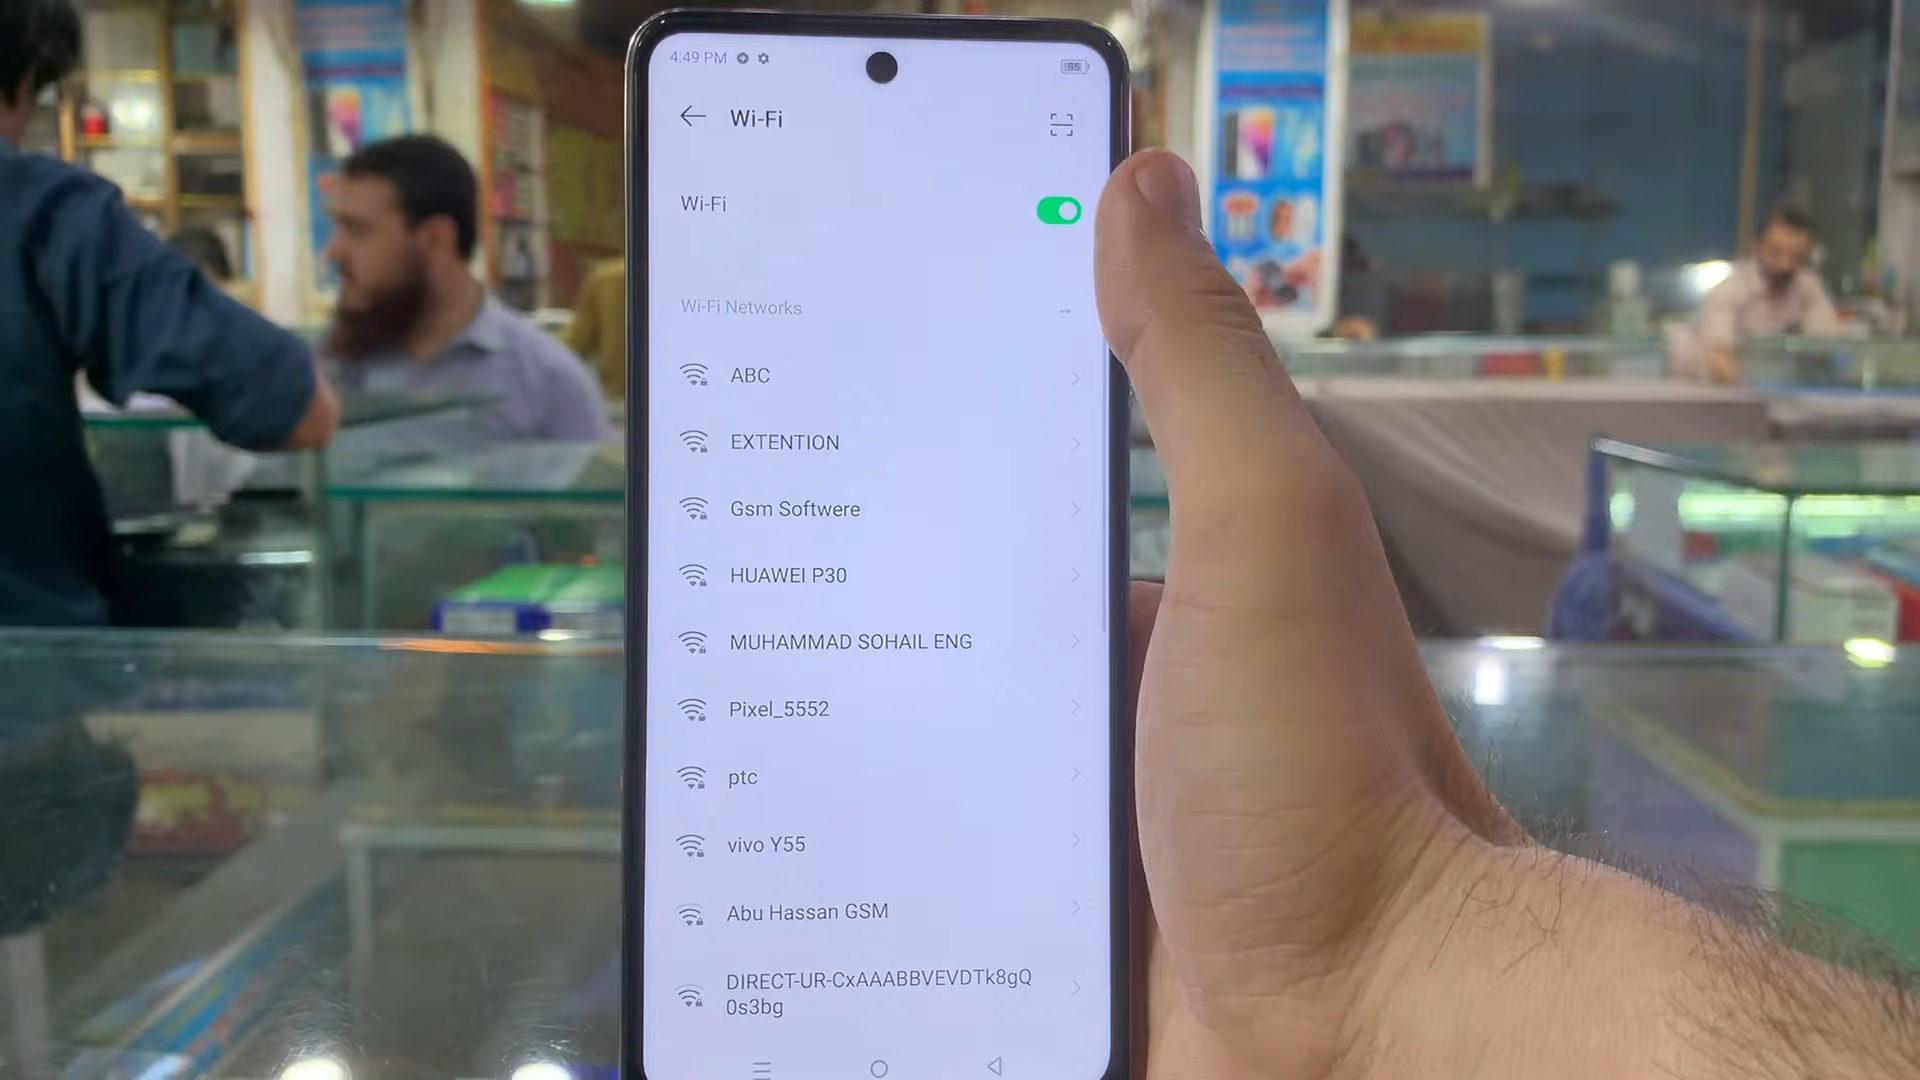 4:49 PM
85
Wi-Fi
Wi-Fi
Wi-Fi Networks
ABC
EXTENTION
Gsm Softwere
HUAWEI P30
MUHAMMAD SOHAIL ENG
Pixel_5552
ptc
vivo Y55
Abu Hassan GSM
DIRECT-UR-CxAAABBVEVDTk8gQ
0s3bg